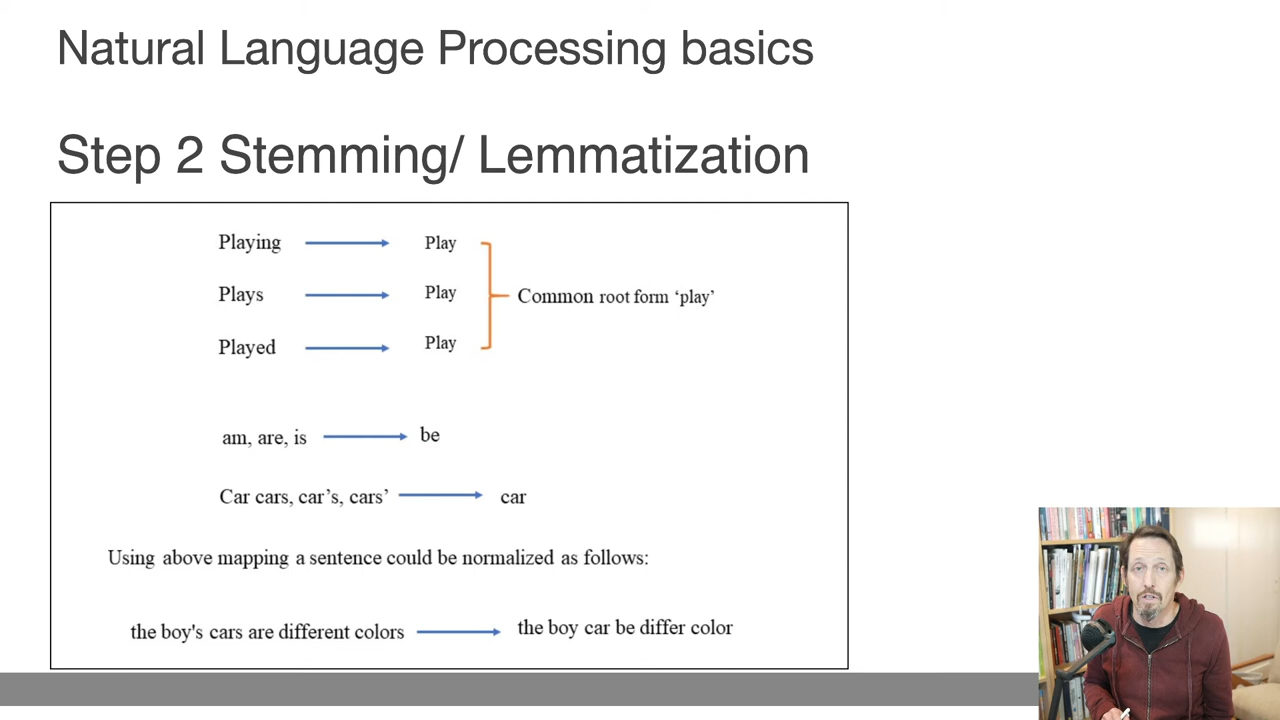 Natural Language Processing basics
Step 2 Stemming/ Lemmatization
Playing Play
Plays Play
Common root form ‘play’
Played Play
am, are, is be
Car cars, car’s, cars’ car
Using above mapping a sentence could be normalized as follows:
the boy's cars are different colors the boy car be differ color